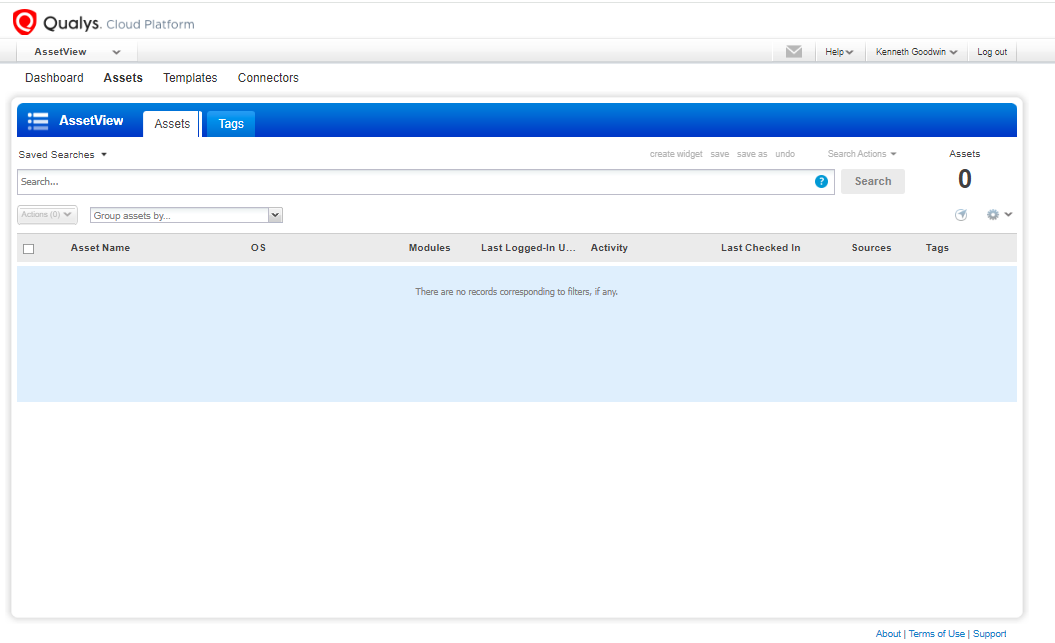 Qualys. Cloud Platform
AssetView
Help
Kenneth Goodwin
Log out
Dashboard Assets Templates Connectors
AssetView Assets Tags
Saved Searches
create widget save save as undo
Search Actions
Assets
Search... ?
Search
0
Actions (0)
Group assets by...
Asset Name OS Modules Last Logged-In U... Activity Last Checked In Sources Tags
There are no records corresponding to filters, if any.
About | Terms of Use | Support